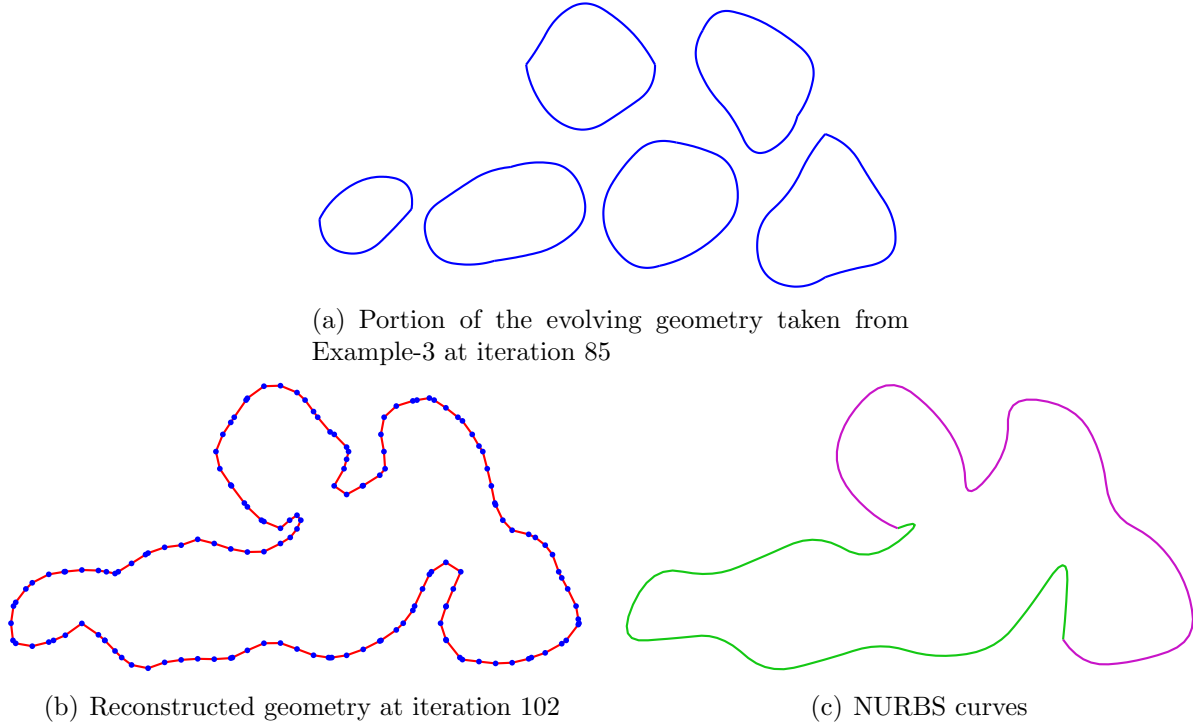 (a) Portion of the evolving geometry taken from
Example-3 at iteration 85
(b) Reconstructed geometry at iteration 102
(c) NURBS curves